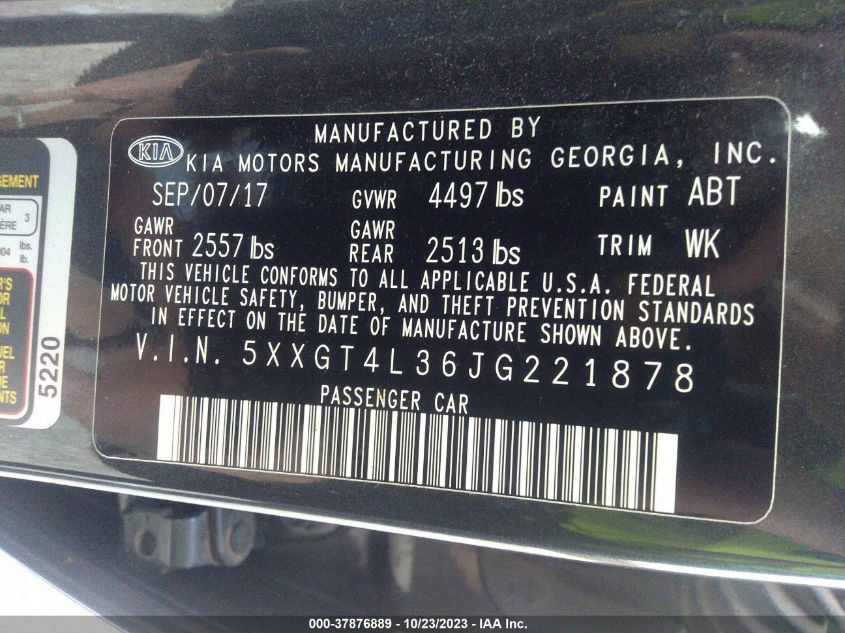 MANUFACTURED BY
KIA KIA MOTORS MANUFACTURING GEORGIA, INC.
SEP/07/17 GVWR 4497 lbs PAINT ABT
GAWR GAWR
FRONT 2557 lbs REAR 2513 lbs TRIM WK
THIS VEHICLE CONFORMS TO ALL APPLICABLE U.S.A. FEDERAL
MOTOR VEHICLE SAFETY, BUMPER, AND THEFT PREVENTION STANDARDS
IN EFFECT ON THE DATE OF MANUFACTURE SHOWN ABOVE.
V.I.N. 5XXGT4L36JG221878
PASSENGER CAR
3
lbs.
lb.
5220
000-37876889 - 10/23/2023 - IAA Inc.